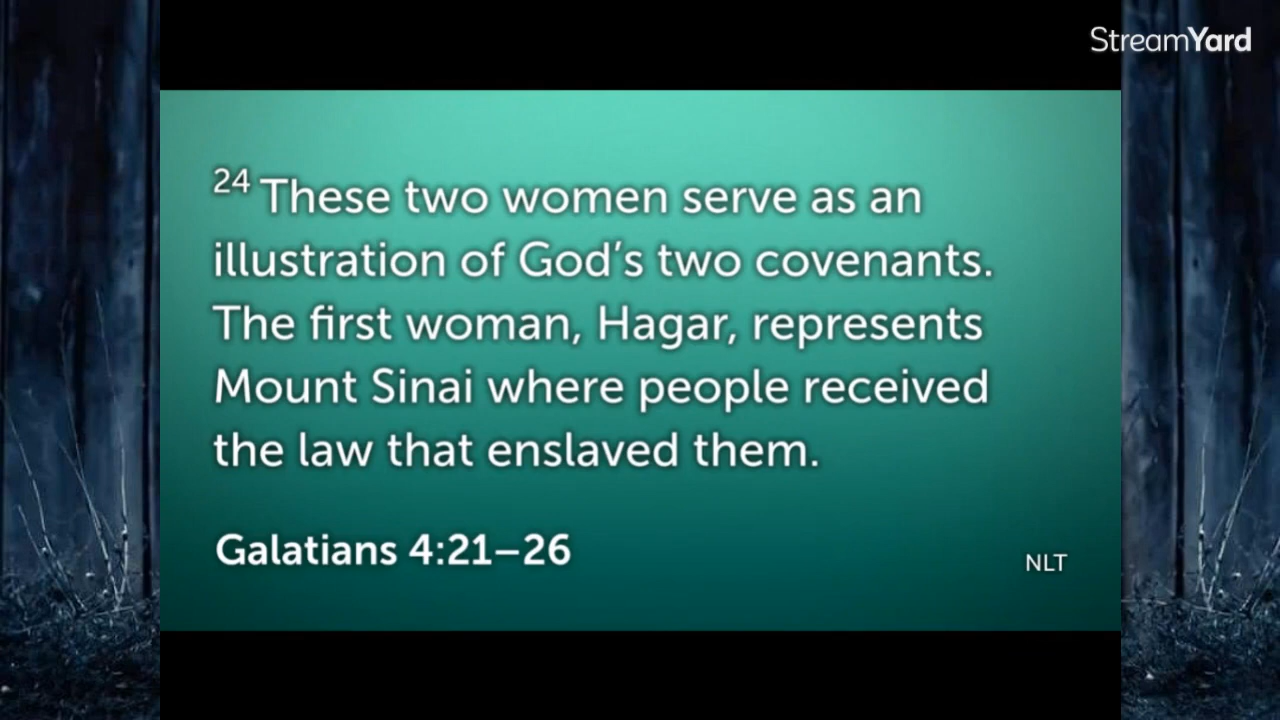 StreamYard
24 These two women serve as an
illustration of God’s two covenants.
The first woman, Hagar, represents
Mount Sinai where people received
the law that enslaved them.
Galatians 4:21–26
NLT